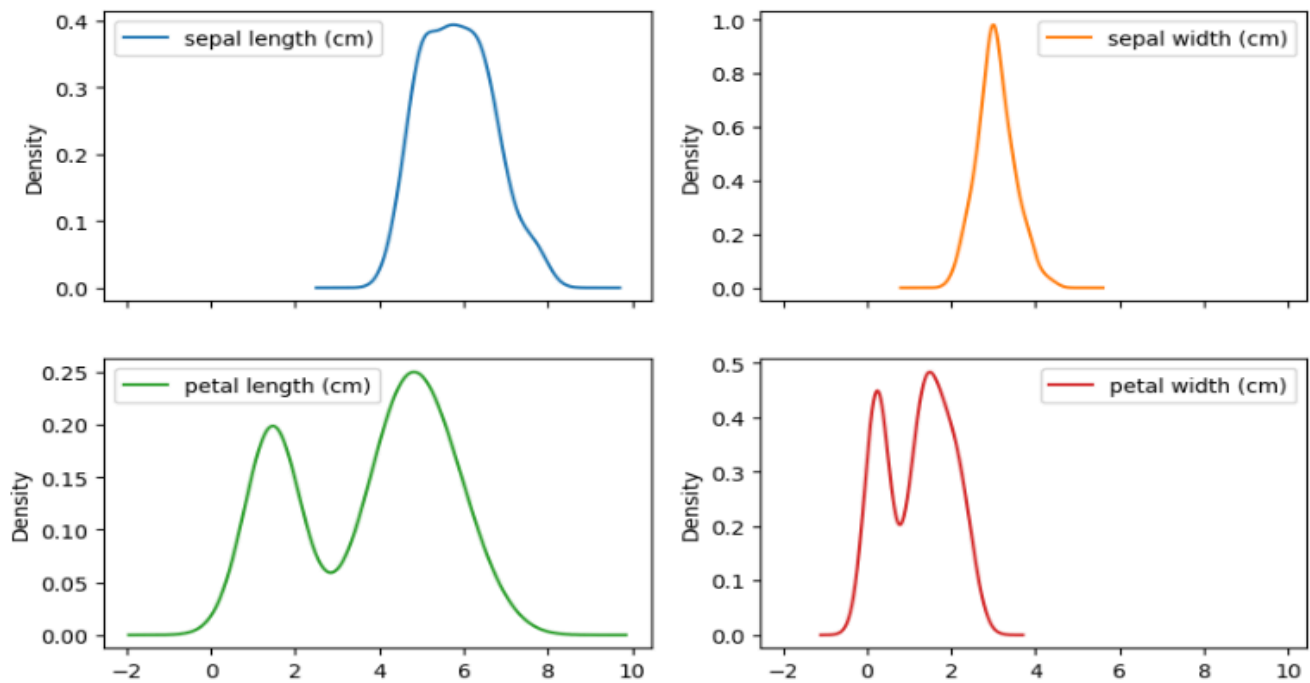 0.4
0.3
0.2
0.1
0.0
Density
sepal length (cm)
1.0
0.8
0.6
0.4
0.2
0.0
Density
sepal width (cm)
0.25
0.20
0.15
0.10
0.05
0.00
Density
petal length (cm)
−2 0 2 4 6 8 10
0.5
0.4
0.3
0.2
0.1
0.0
Density
petal width (cm)
−2 0 2 4 6 8 10